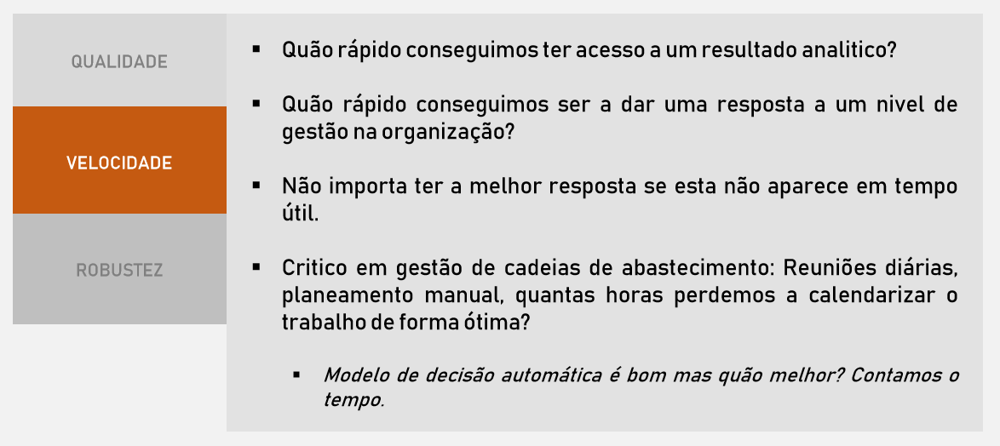 QUALIDADE
VELOCIDADE
ROBUSTEZ
▪ Quão rápido conseguimos ter acesso a um resultado analitico?
▪ Quão rápido conseguimos ser a dar uma resposta a um nivel de
gestão na organização?
▪ Não importa ter a melhor resposta se esta não aparece em tempo
útil.
▪ Critico em gestão de cadeias de abastecimento: Reuniões diárias,
planeamento manual, quantas horas perdemos a calendarizar o
trabalho de forma ótima?
▪ Modelo de decisão automática é bom mas quão melhor? Contamos o
tempo.